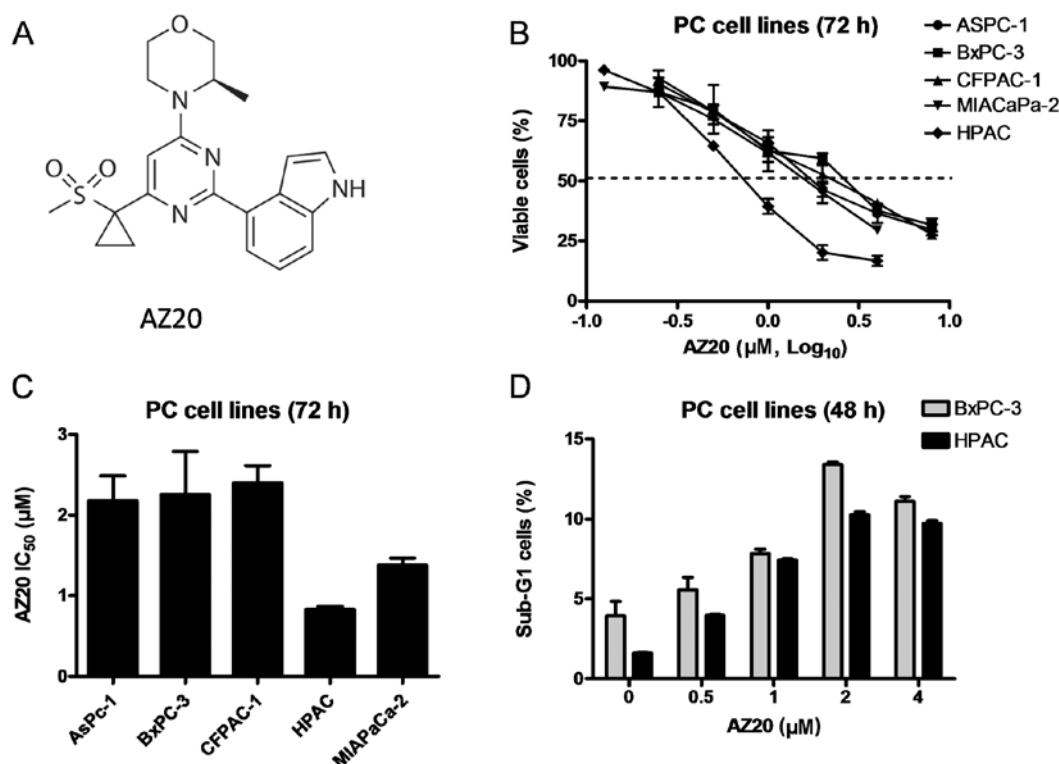 A
O
N
N
N
NH
O
O
S
AZ20
B
PC cell lines (72 h)
ASPC-1
BxPC-3
CFPAC-1
MIACaPa-2
HPAC
Viable cells (%)
100
75
50
25
0
-1.0 -0.5 0.0 0.5 1.0
AZ20 (µM, Log10)
C
PC cell lines (72 h)
AZ20 IC50 (µM)
3
2
1
0
AsPc-1 BxPC-3 CFPAC-1 HPAC MIAPaCa-2
D
PC cell lines (48 h)
BxPC-3
HPAC
Sub-G1 cells (%)
15
10
5
0
0 0.5 1 2 4
AZ20 (µM)